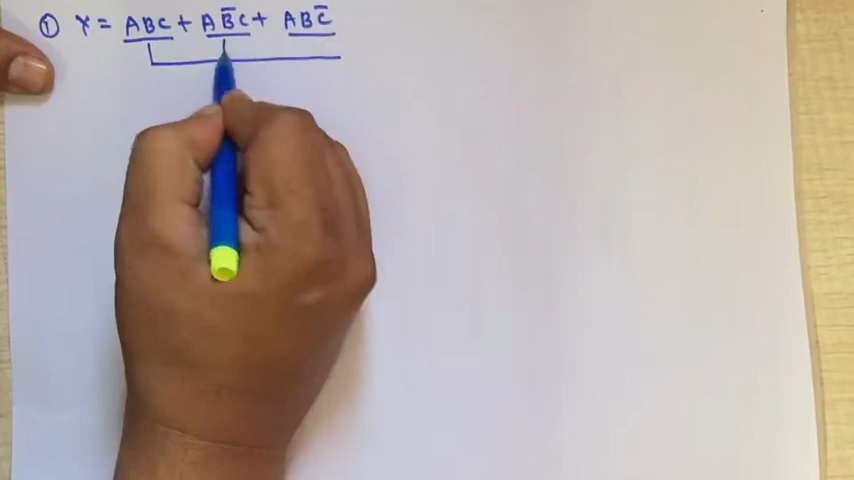 ① Y = ABC + AB̅C + ABC̅